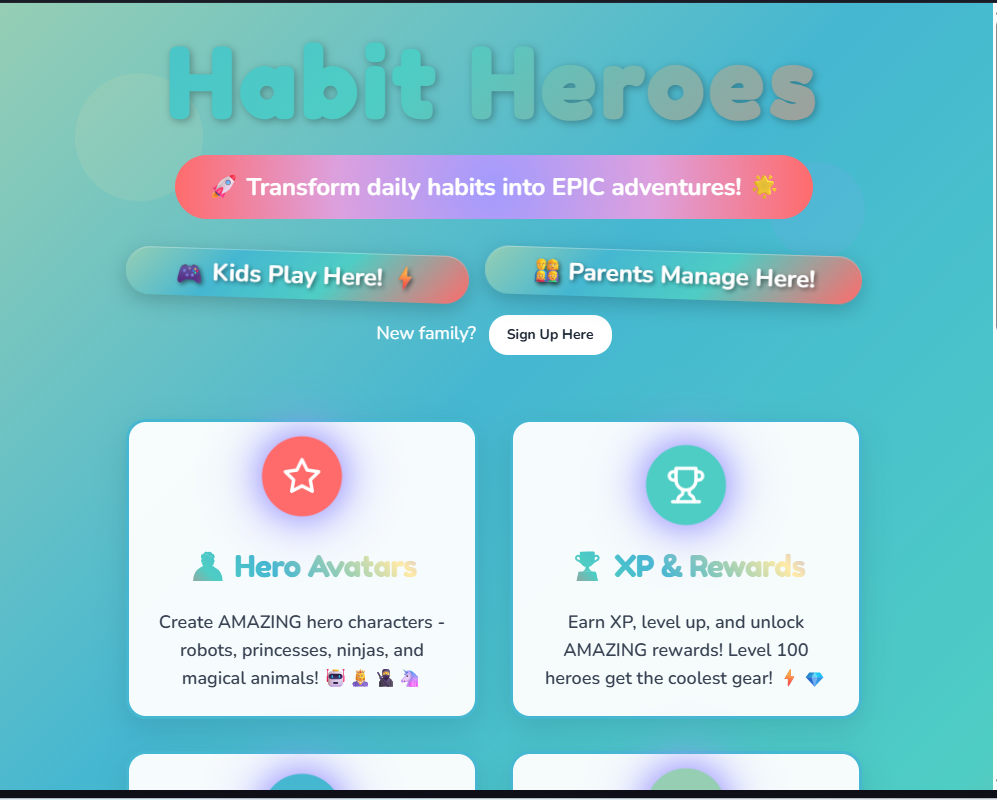 Habit Heroes
🚀 Transform daily habits into EPIC adventures! 🌟
🎮 Kids Play Here! ⚡
👨‍👩‍👧‍👦 Parents Manage Here!
New family?
Sign Up Here
Hero Avatars
Create AMAZING hero characters -
robots, princesses, ninjas, and
magical animals! 🤖 👸 🥷 🦄
🏆 XP & Rewards
Earn XP, level up, and unlock
AMAZING rewards! Level 100
heroes get the coolest gear! ⚡ 💎